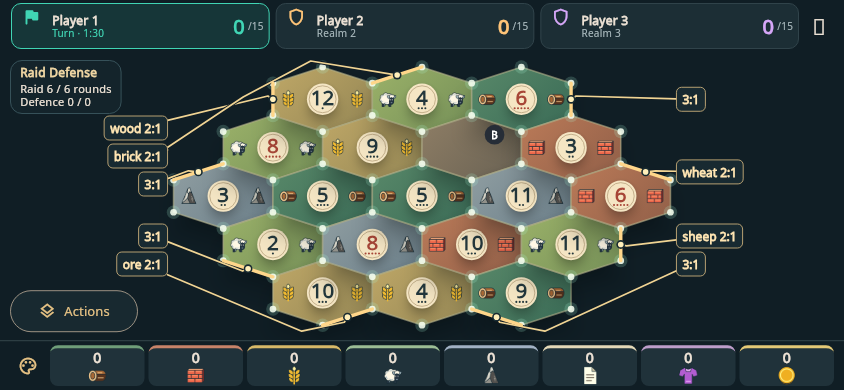 Player 1
Turn · 1:30
0 /15
Player 2
Realm 2
0 /15
Player 3
Realm 3
0 /15
Raid Defense
Raid 6 / 6 rounds
Defence 0 / 0
wood 2:1
brick 2:1
3:1
3:1
ore 2:1
3:1
wheat 2:1
sheep 2:1
3:1
12 4 6
8 9 B 3
3 5 5 11 6
2 8 10 11
10 4 9
Actions
0 0 0 0 0 0 0 0